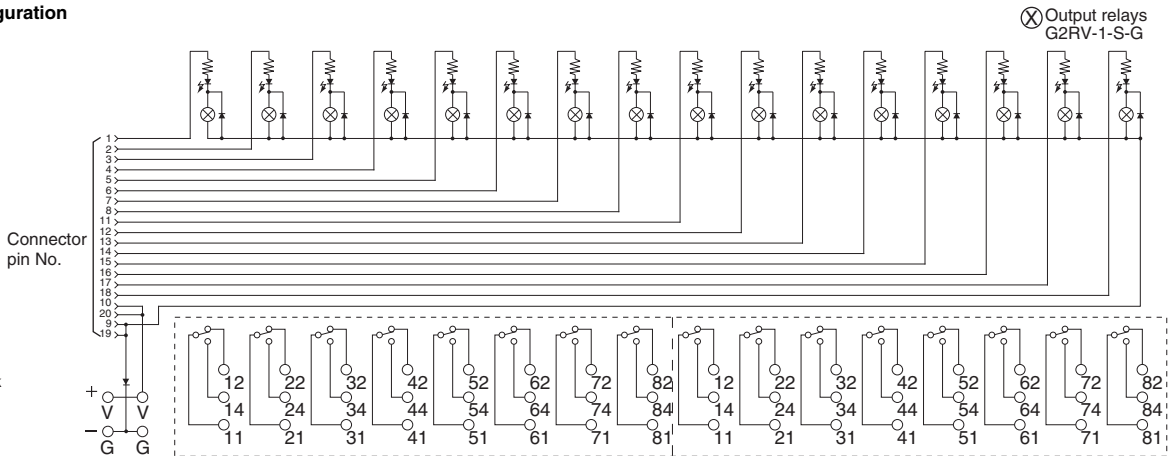 guration
Output relays
G2RV-1-S-G
1
2
3
4
5
6
7
8
11
12
13
14
15
16
17
18
10
20
9
19
Connector
pin No.
12 22 32 42 52 62 72 82 12 22 32 42 52 62 72 82
14 24 34 44 54 64 74 84 14 24 34 44 54 64 74 84
11 21 31 41 51 61 71 81 11 21 31 41 51 61 71 81
+
V V
−
G G